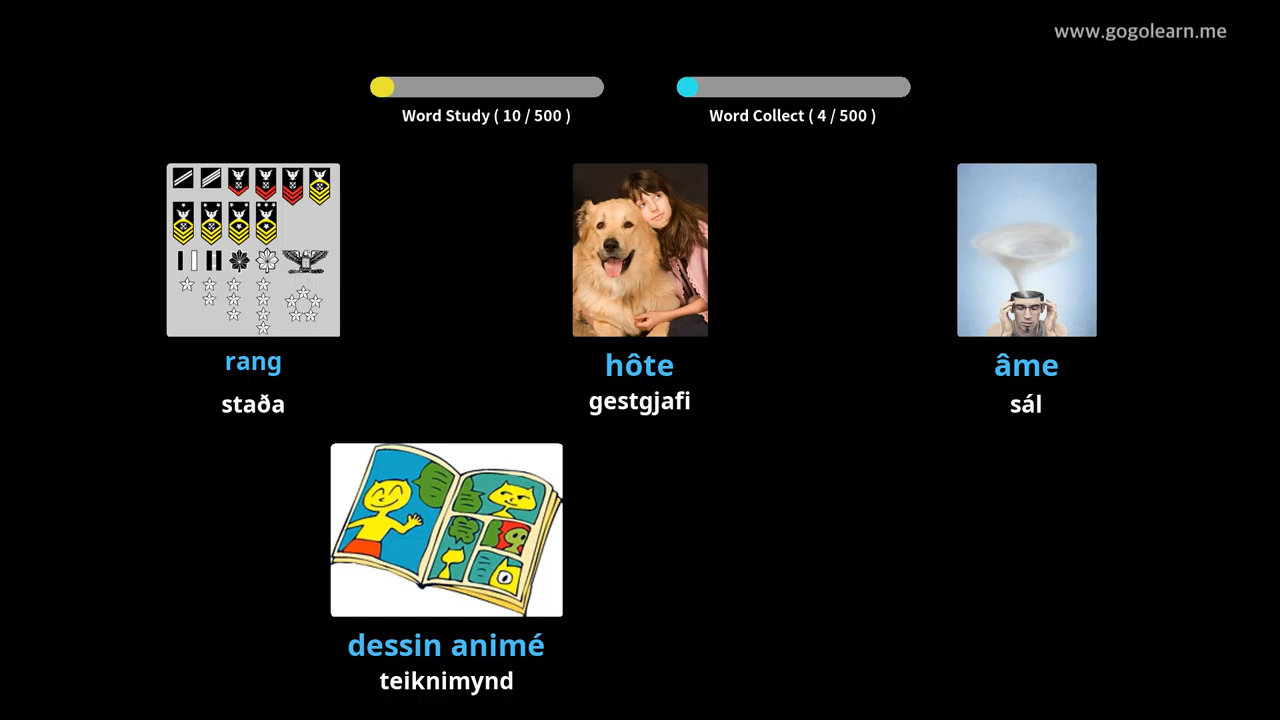 www.gogolearn.me
Word Study ( 10 / 500 )
Word Collect ( 4 / 500 )
rang
hôte
âme
staða
gestgjafi
sál
dessin animé
teiknimynd